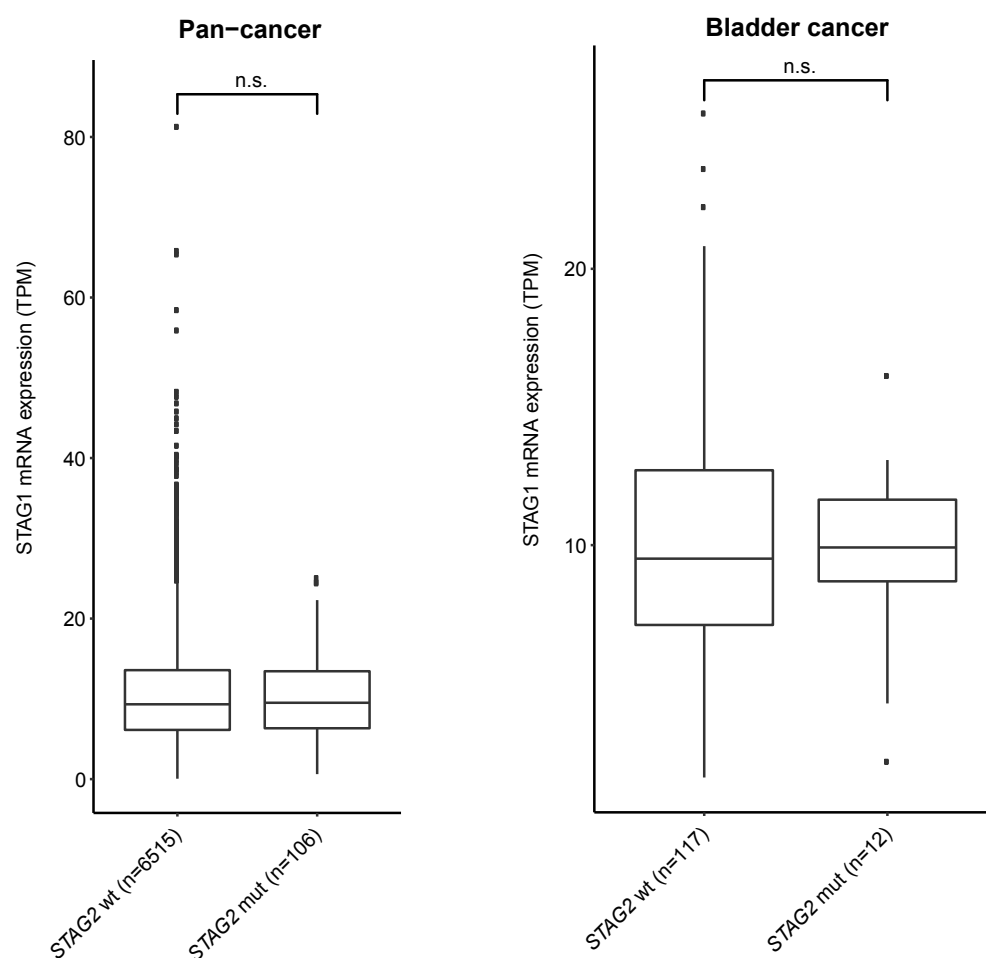 Pan−cancer
n.s.
STAG1 mRNA expression (TPM)
80
60
40
20
0
STAG2 wt (n=6515)
STAG2 mut (n=106)
Bladder cancer
n.s.
STAG1 mRNA expression (TPM)
20
10
STAG2 wt (n=117)
STAG2 mut (n=12)